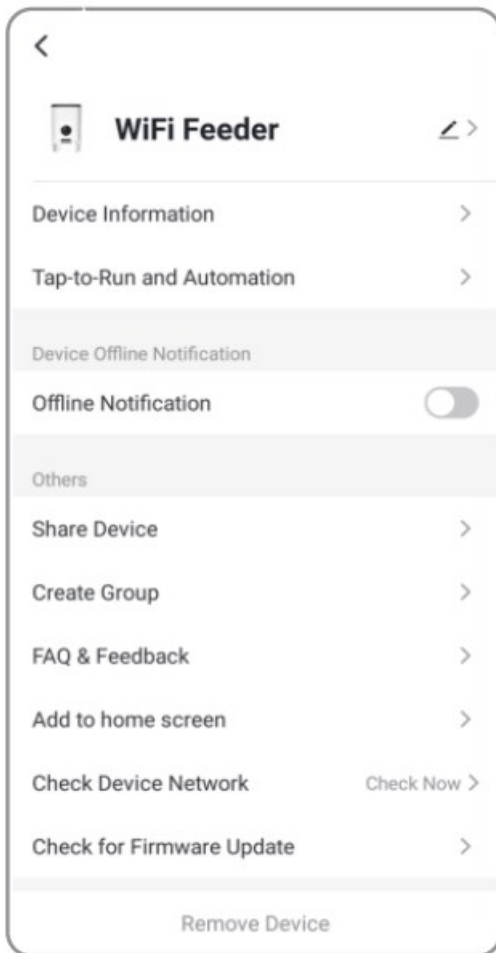 WiFi Feeder
Device Information
Tap-to-Run and Automation
Device Offline Notification
Offline Notification
Others
Share Device
Create Group
FAQ & Feedback
Add to home screen
Check Device Network Check Now
Check for Firmware Update
Remove Device